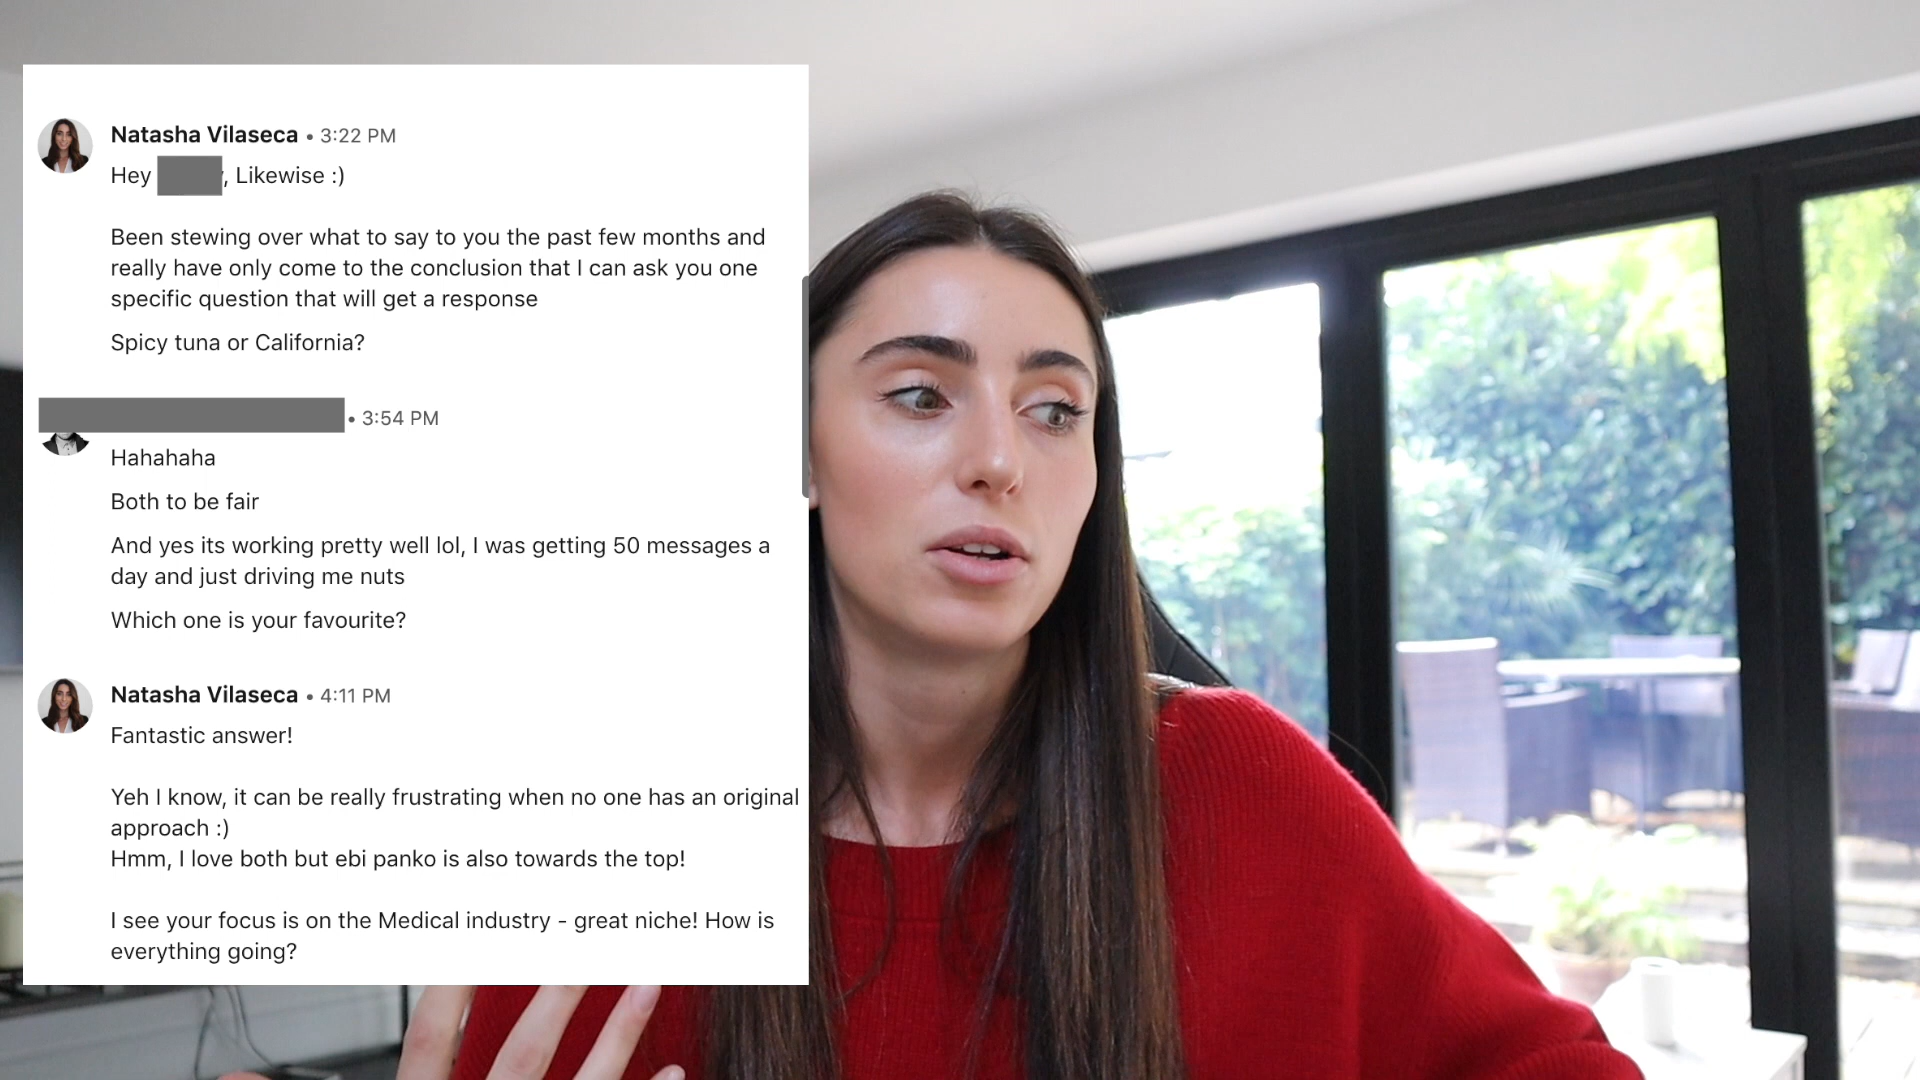 Natasha Vilaseca • 3:22 PM
Hey , Likewise :)
Been stewing over what to say to you the past few months and
really have only come to the conclusion that I can ask you one
specific question that will get a response
Spicy tuna or California?
• 3:54 PM
Hahahaha
Both to be fair
And yes its working pretty well lol, I was getting 50 messages a
day and just driving me nuts
Which one is your favourite?
Natasha Vilaseca • 4:11 PM
Fantastic answer!
Yeh I know, it can be really frustrating when no one has an original
approach :)
Hmm, I love both but ebi panko is also towards the top!
I see your focus is on the Medical industry - great niche! How is
everything going?